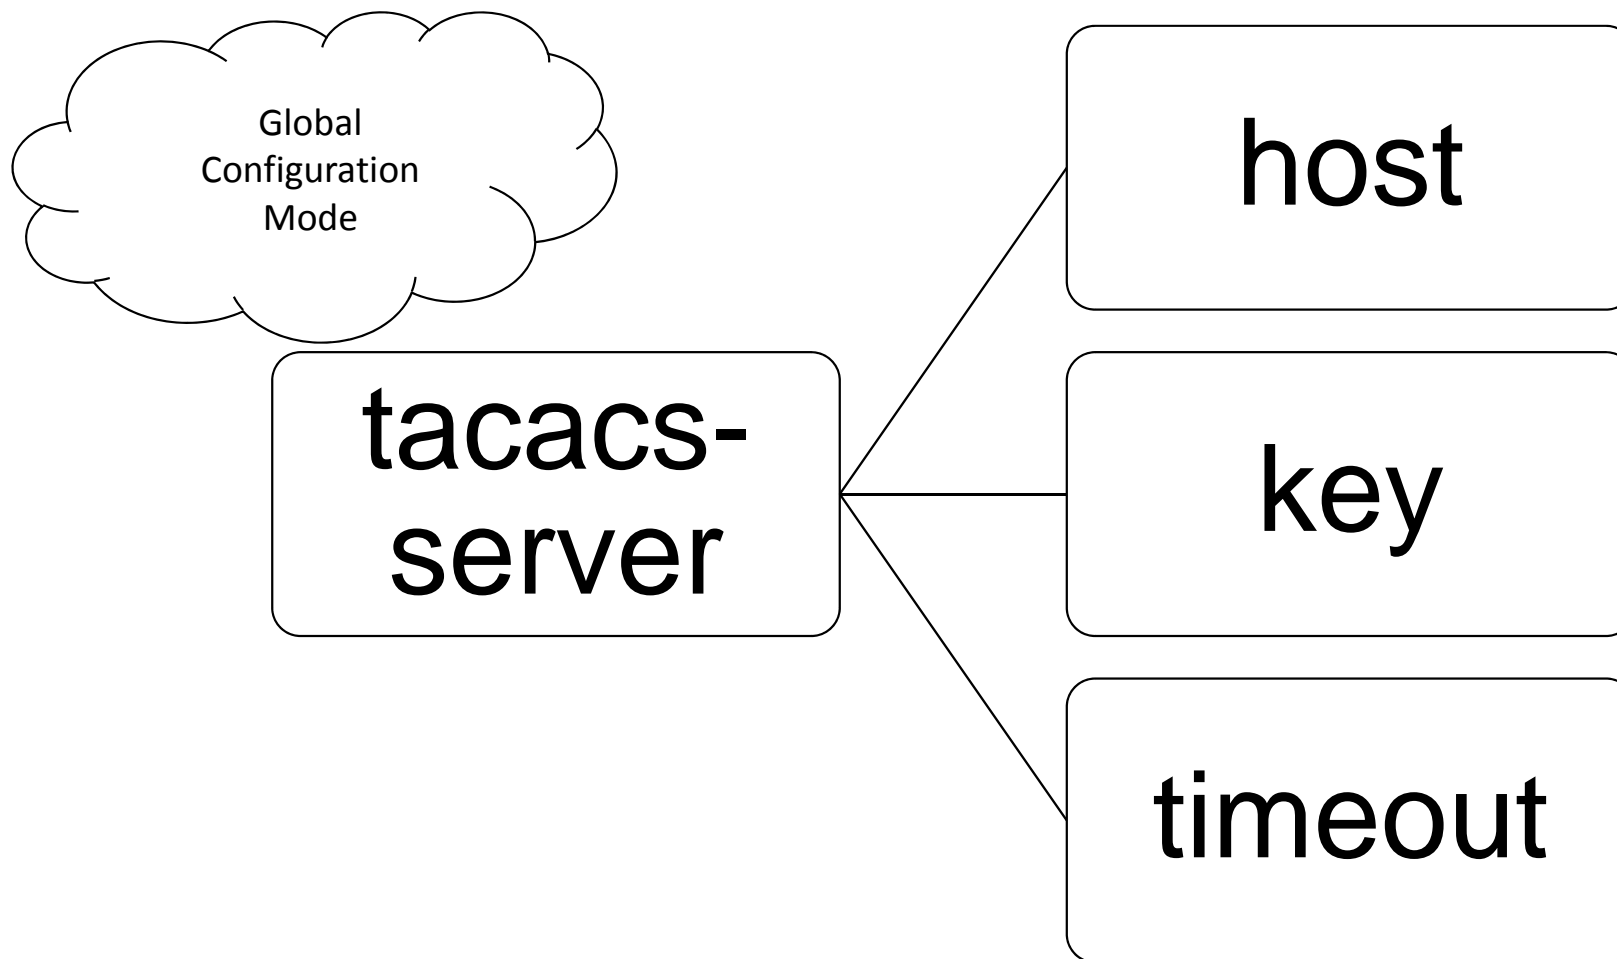 Global
Configuration
Mode
host
tacacs-
server
key
timeout